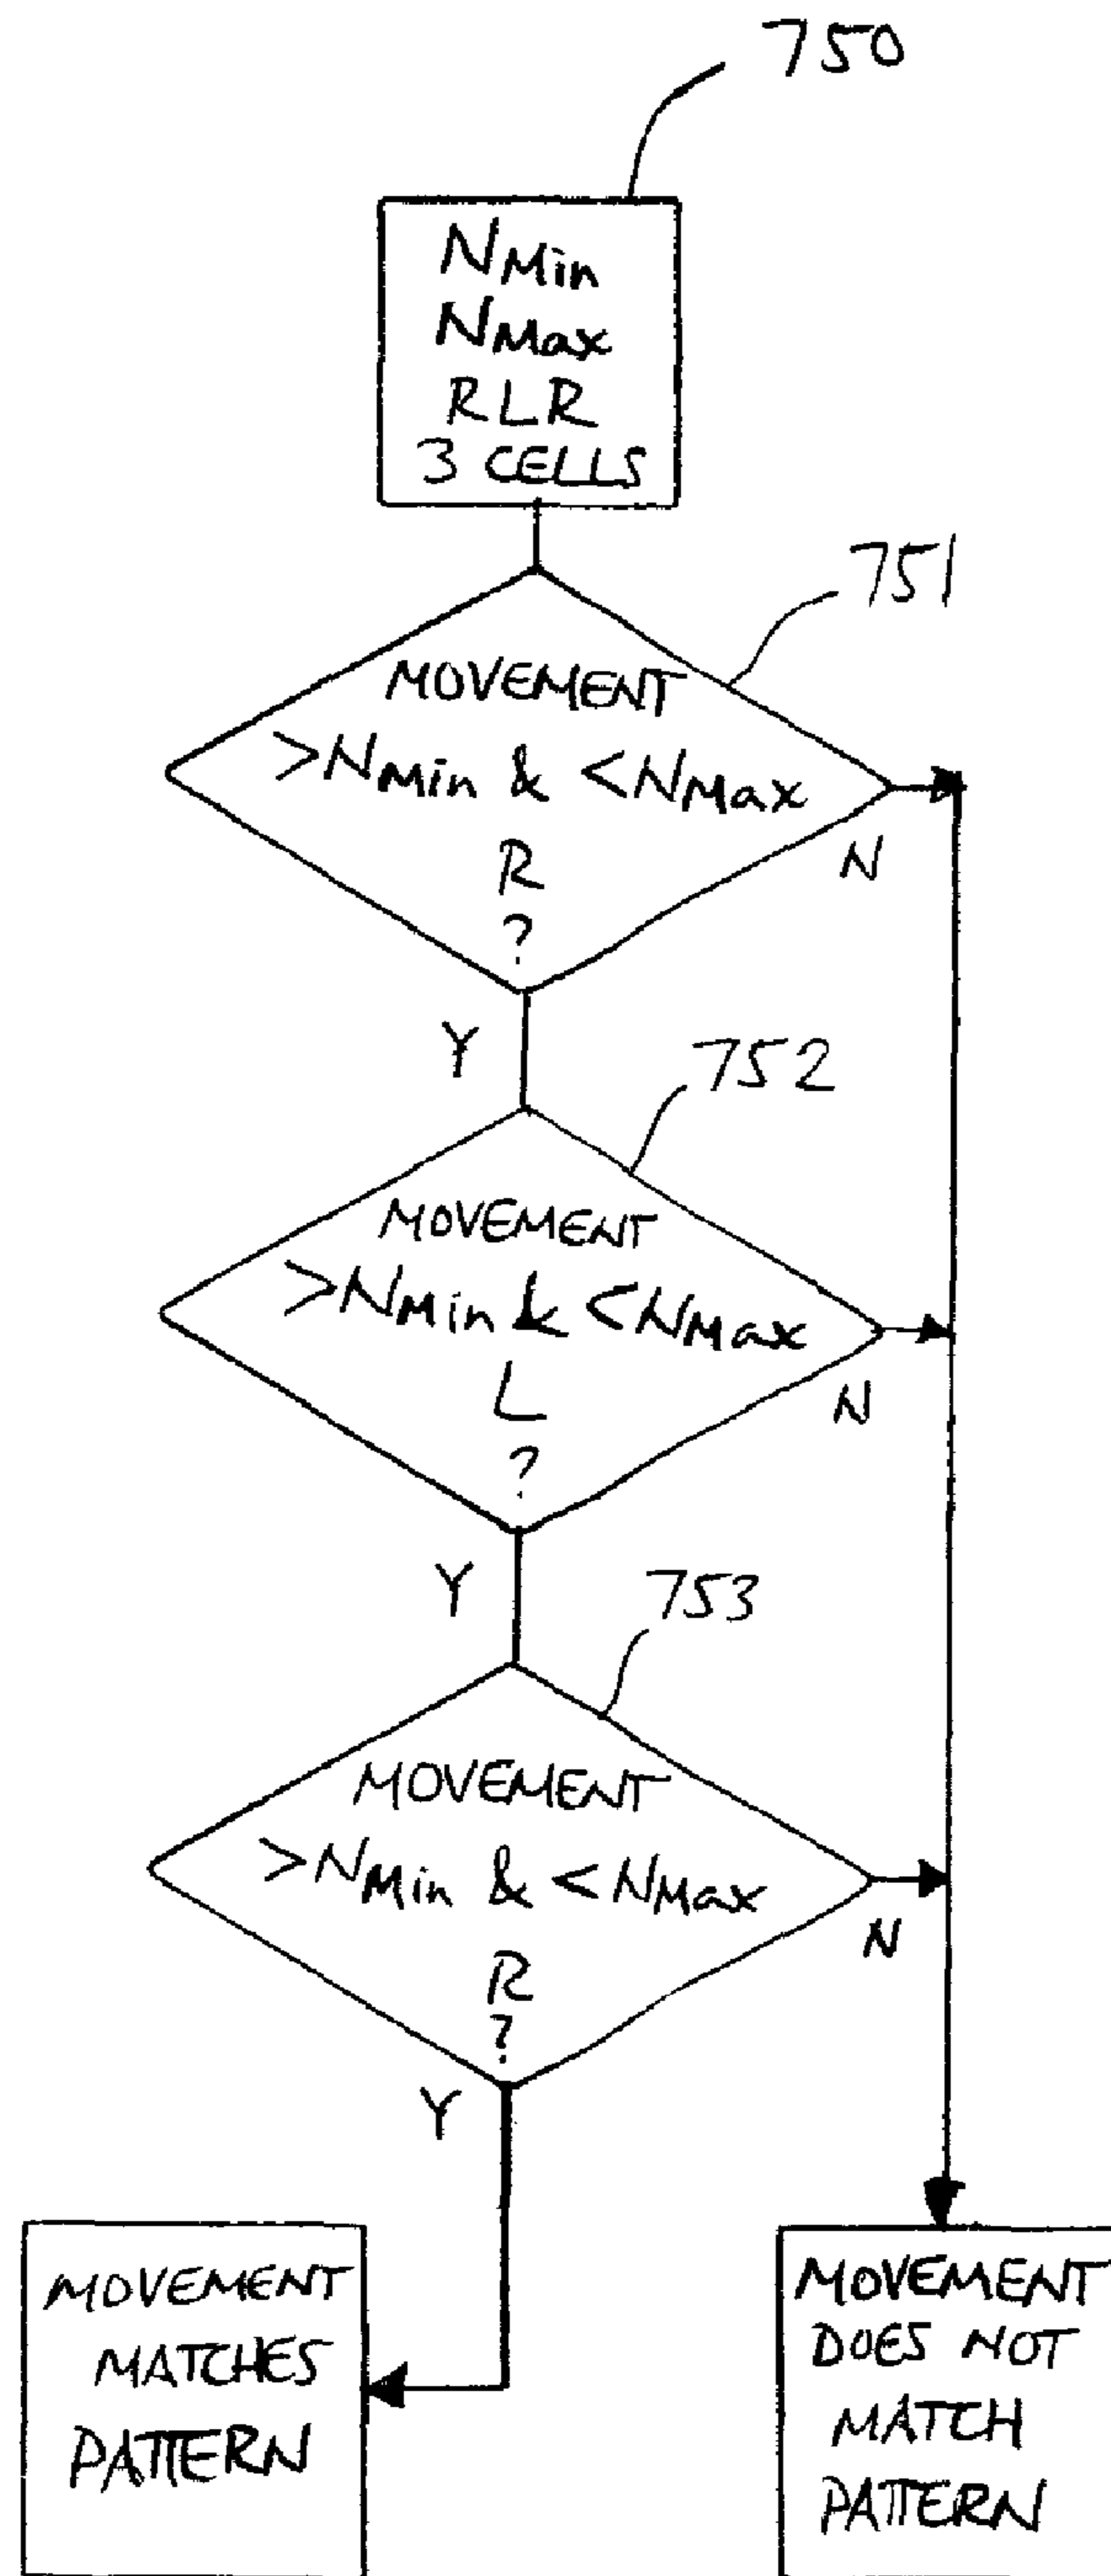 750
NMin
NMax
RLR
3 CELLS
751
MOVEMENT
>NMin & <NMax
R
?
N
Y
752
MOVEMENT
>NMin & <NMax
L
?
N
Y
753
MOVEMENT
>NMin & <NMax
R
?
N
Y
MOVEMENT
MATCHES
PATTERN
MOVEMENT
DOES NOT
MATCH
PATTERN